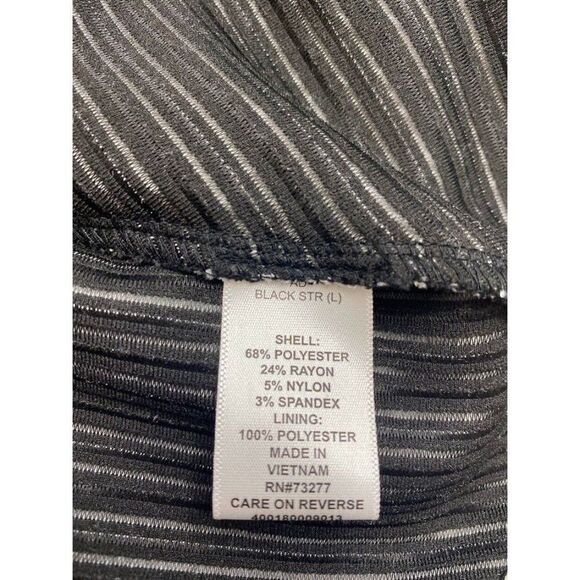 BLACK STR (L)
SHELL:
68% POLYESTER
24% RAYON
5% NYLON
3% SPANDEX
LINING:
100% POLYESTER
MADE IN
VIETNAM
RN#73277
CARE ON REVERSE